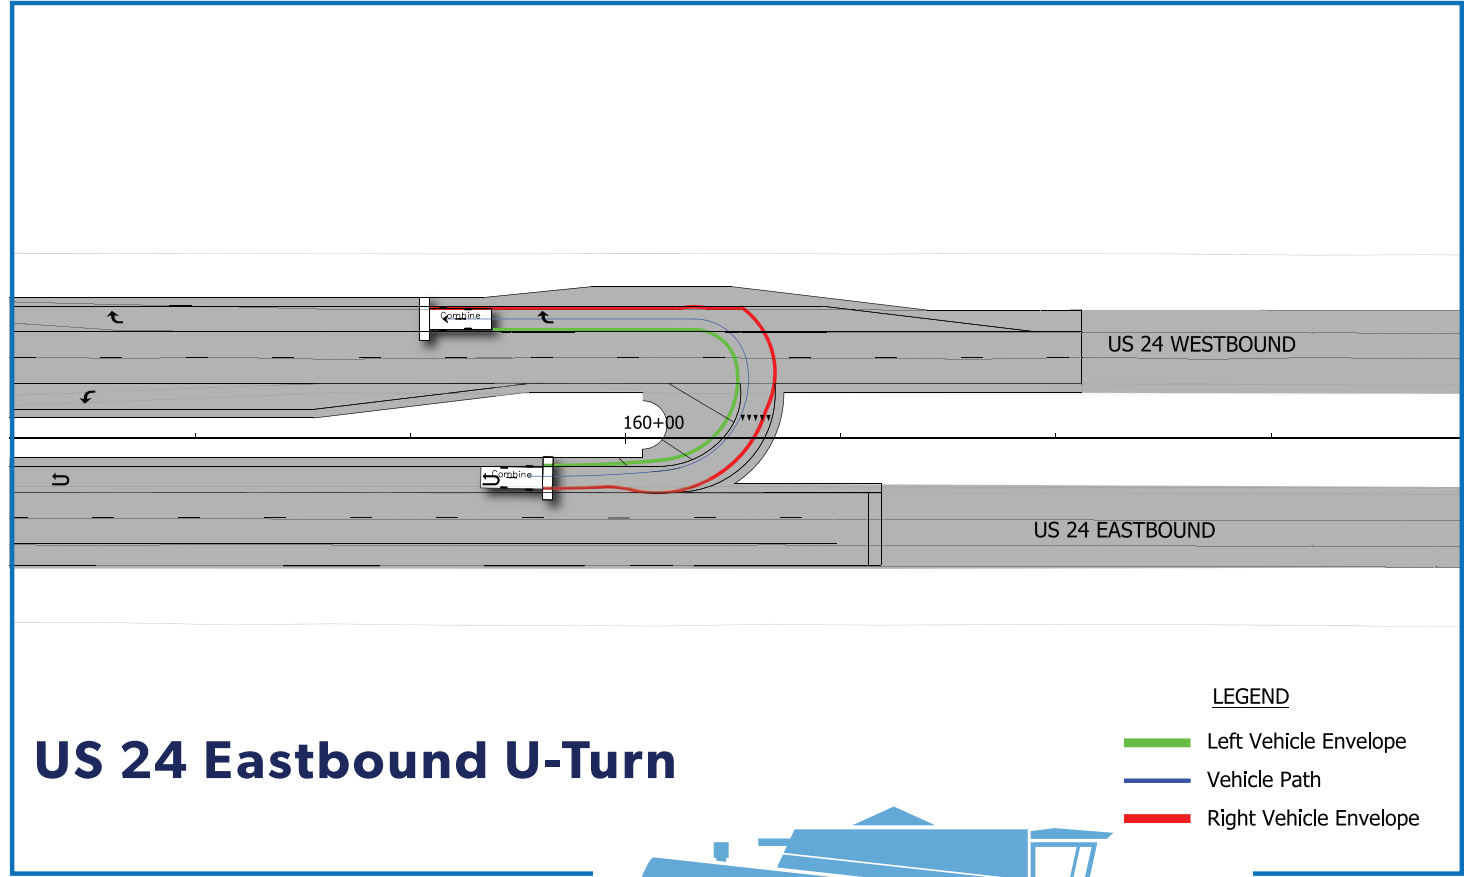 Combine
US 24 WESTBOUND
160+00
Combine
US 24 EASTBOUND
LEGEND
Left Vehicle Envelope
Vehicle Path
Right Vehicle Envelope
US 24 Eastbound U-Turn